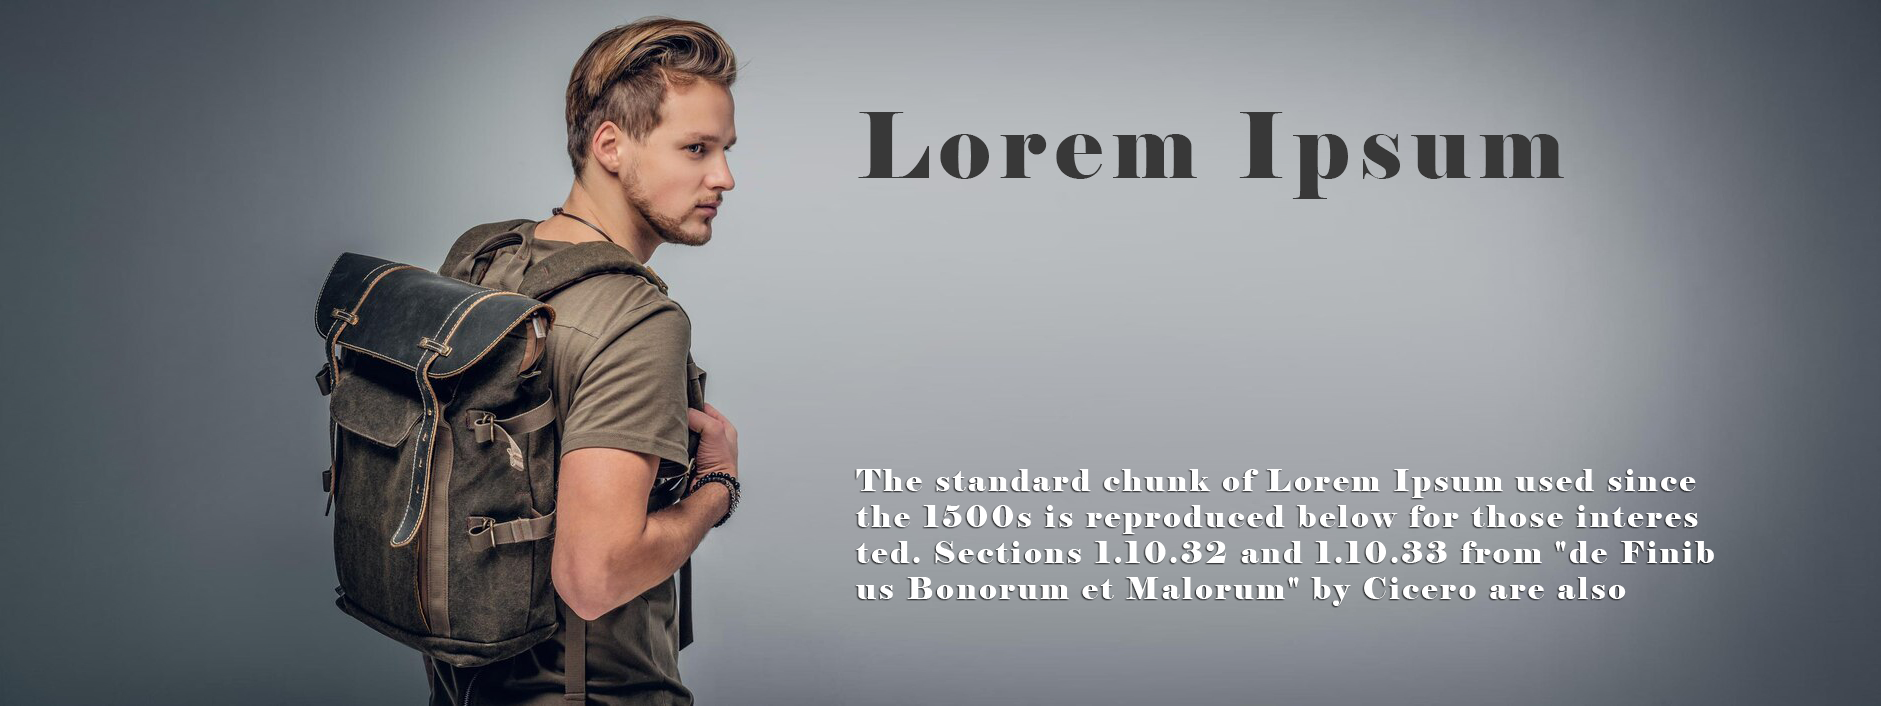 Lorem Ipsum
The standard chunk of Lorem Ipsum used since
the 1500s is reproduced below for those interes
ted. Sections 1.10.32 and 1.10.33 from "de Finib
us Bonorum et Malorum" by Cicero are also